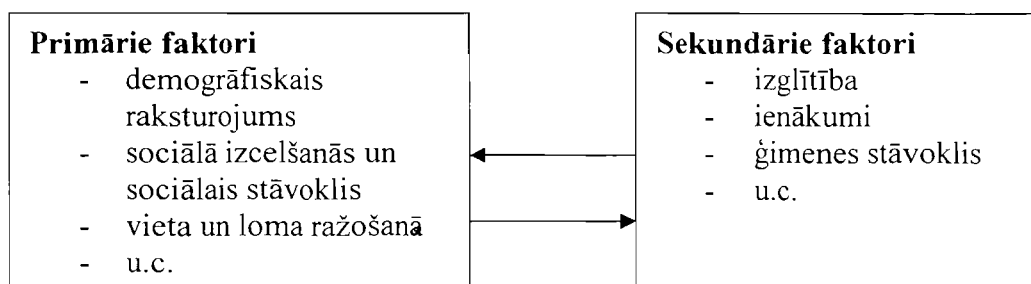 Primārie faktori
- demogrāfiskais
raksturojums
- sociālā izcelšanās un
sociālais stāvoklis
- vieta un loma ražošanā
- u.c.
Sekundārie faktori
- izglītība
- ienākumi
- ģimenes stāvoklis
- u.c.